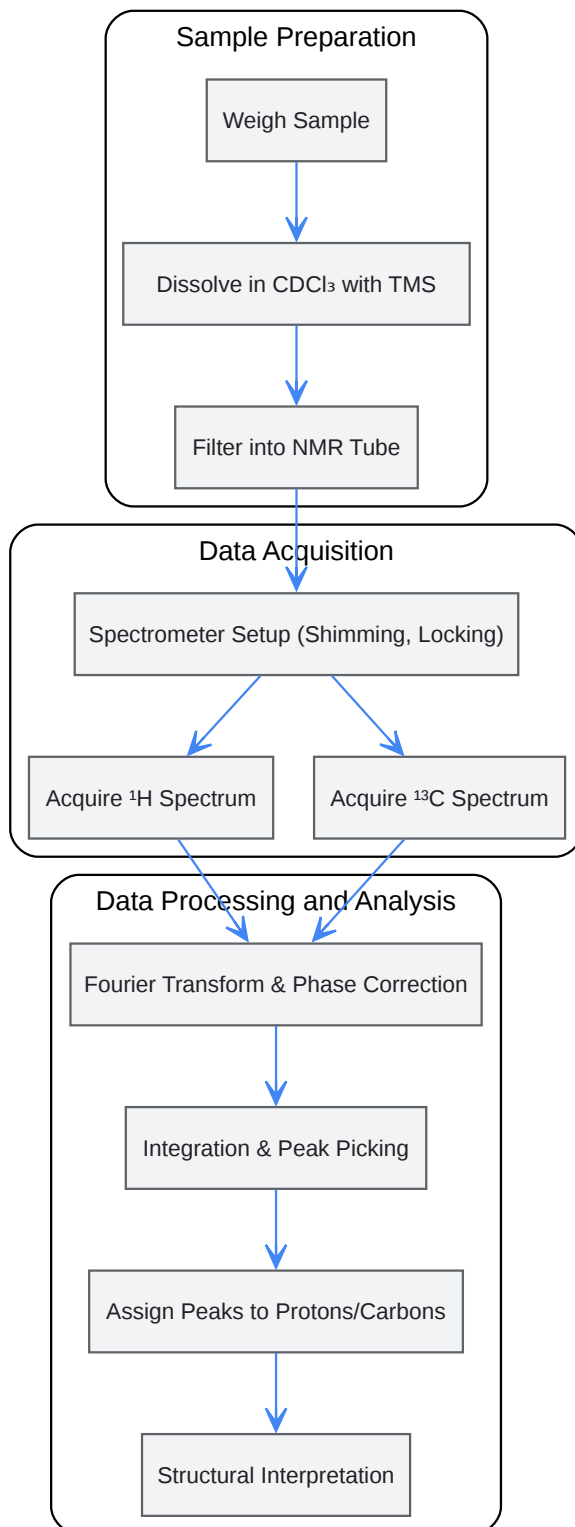 Sample Preparation
Weigh Sample
Dissolve in CDCl₃ with TMS
Filter into NMR Tube
Data Acquisition
Spectrometer Setup (Shimming, Locking)
Acquire ¹H Spectrum
Acquire ¹³C Spectrum
Data Processing and Analysis
Fourier Transform & Phase Correction
Integration & Peak Picking
Assign Peaks to Protons/Carbons
Structural Interpretation